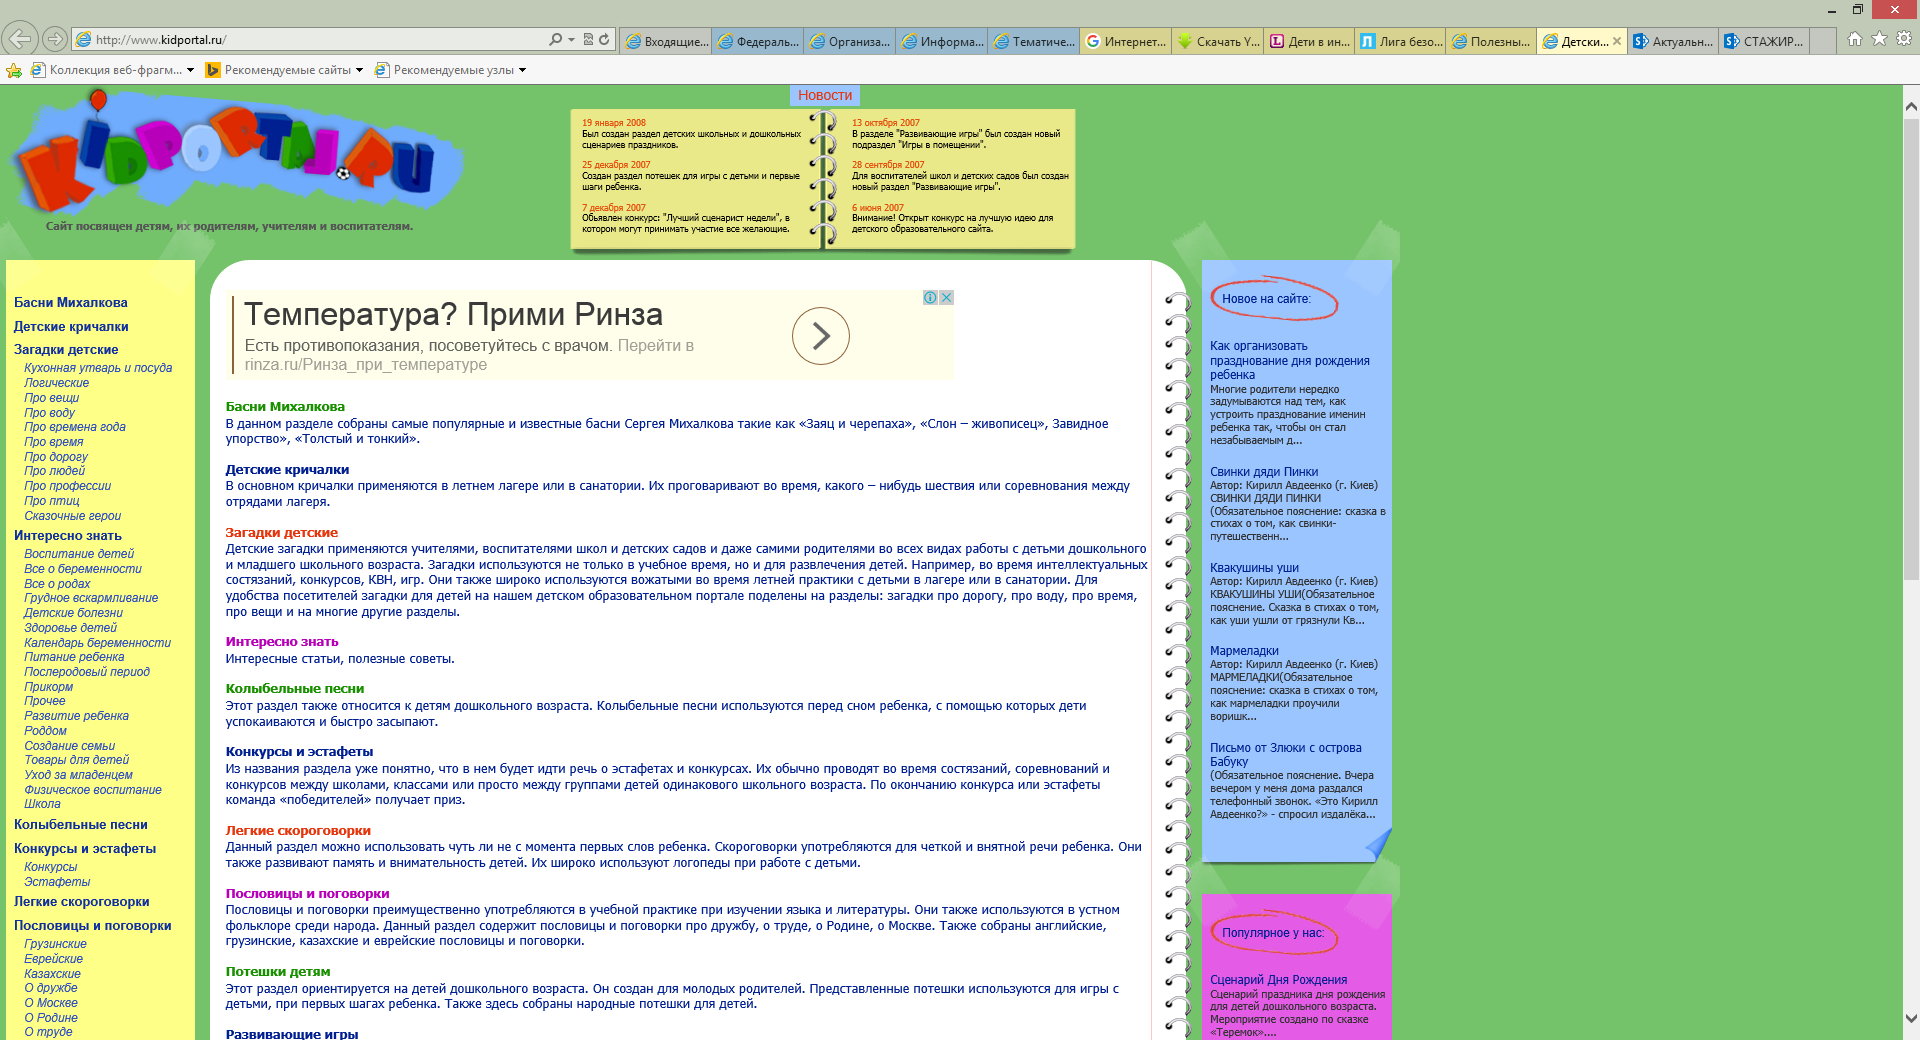 http://www.kidportal.ru/
Входящие...
Федераль...
Организа...
Информа...
Тематиче...
Интернет...
Скачать Y...
Дети в ин...
Лига безо...
Полезны...
Детски...
Актуальн...
СТАЖИР...
Коллекция веб-фрагм...
Рекомендуемые сайты
Рекомендуемые узлы
KIDPORTAL.RU
Сайт посвящен детям, их родителям, учителям и воспитателям.
Новости
19 января 2008
Был создан раздел детских школьных и дошкольных
сценариев праздников.
25 декабря 2007
Создан раздел потешек для игры с детьми и первые
шаги ребенка.
7 декабря 2007
Обьявлен конкурс: "Лучший сценарист недели", в
котором могут принимать участие все желающие.
13 октября 2007
В разделе "Развивающие игры" был создан новый
подраздел "Игры в помещении".
28 сентября 2007
Для воспитателей школ и детских садов был создан
новый раздел "Развивающие игры".
6 июня 2007
Внимание! Открыт конкурс на лучшую идею для
детского образовательного сайта.
Басни Михалкова
Детские кричалки
Загадки детские
Кухонная утварь и посуда
Логические
Про вещи
Про воду
Про времена года
Про время
Про дорогу
Про людей
Про профессии
Про птиц
Сказочные герои
Интересно знать
Воспитание детей
Все о беременности
Все о родах
Грудное вскармливание
Детские болезни
Здоровье детей
Календарь беременности
Питание ребенка
Послеродовый период
Прикорм
Прочее
Развитие ребенка
Роддом
Создание семьи
Товары для детей
Уход за младенцем
Физическое воспитание
Школа
Колыбельные песни
Конкурсы и эстафеты
Конкурсы
Эстафеты
Легкие скороговорки
Пословицы и поговорки
Грузинские
Еврейские
Казахские
О дружбе
О Москве
О Родине
О труде
Температура? Прими Ринза
Есть противопоказания, посоветуйтесь с врачом. Перейти в
rinza.ru/Ринза_при_температуре
Басни Михалкова
В данном разделе собраны самые популярные и известные басни Сергея Михалкова такие как «Заяц и черепаха», «Слон – живописец», Завидное
упорство», «Толстый и тонкий».
Детские кричалки
В основном кричалки применяются в летнем лагере или в санатории. Их проговаривают во время, какого – нибудь шествия или соревнования между
отрядами лагеря.
Загадки детские
Детские загадки применяются учителями, воспитателями школ и детских садов и даже самими родителями во всех видах работы с детьми дошкольного
и младшего школьного возраста. Загадки используются не только в учебное время, но и для развлечения детей. Например, во время интеллектуальных
состязаний, конкурсов, КВН, игр. Они также широко используются вожатыми во время летней практики с детьми в лагере или в санатории. Для
удобства посетителей загадки для детей на нашем детском образовательном портале поделены на разделы: загадки про дорогу, про воду, про время,
про вещи и на многие другие разделы.
Интересно знать
Интересные статьи, полезные советы.
Колыбельные песни
Этот раздел также относится к детям дошкольного возраста. Колыбельные песни используются перед сном ребенка, с помощью которых дети
успокаиваются и быстро засыпают.
Конкурсы и эстафеты
Из названия раздела уже понятно, что в нем будет идти речь о эстафетах и конкурсах. Их обычно проводят во время состязаний, соревнований и
конкурсов между школами, классами или просто между группами детей одинакового школьного возраста. По окончанию конкурса или эстафеты
команда «победителей» получает приз.
Легкие скороговорки
Данный раздел можно использовать чуть ли не с момента первых слов ребенка. Скороговорки употребляются для четкой и внятной речи ребенка. Они
также развивают память и внимательность детей. Их широко используют логопеды при работе с детьми.
Пословицы и поговорки
Пословицы и поговорки преимущественно употребляются в учебной практике при изучении языка и литературы. Они также используются в устном
фольклоре среди народа. Данный раздел содержит пословицы и поговорки про дружбу, о труде, о Родине, о Москве. Также собраны английские,
грузинские, казахские и еврейские пословицы и поговорки.
Потешки детям
Этот раздел ориентируется на детей дошкольного возраста. Он создан для молодых родителей. Представленные потешки используются для игры с
детьми, при первых шагах ребенка. Также здесь собраны народные потешки для детей.
Развивающие игры
Новое на сайте:
Как организовать
празднование дня рождения
ребенка
Многие родители нередко
задумываются над тем, как
устроить празднование именин
ребенка так, чтобы он стал
незабываемым д...
Свинки дяди Пинки
Автор: Кирилл Авдеенко (г. Киев)
СВИНКИ ДЯДИ ПИНКИ
(Обязательное пояснение: сказка в
стихах о том, как свинки-
путешественн...
Квакушины уши
Автор: Кирилл Авдеенко (г. Киев)
КВАКУШИНЫ УШИ(Обязательное
пояснение. Сказка в стихах о том,
как уши ушли от грязнули Кв...
Мармеладки
Автор: Кирилл Авдеенко (г. Киев)
МАРМЕЛАДКИ(Обязательное
пояснение: сказка в стихах о том,
как мармеладки проучили
воришк...
Письмо от Злюки с острова
Бабуку
(Обязательное пояснение. Вчера
вечером у меня дома раздался
телефонный звонок. «Это Кирилл
Авдеенко?» - спросил издалёка...
Популярное у нас:
Сценарий Дня Рождения
Сценарий праздника дня рождения
для детей дошкольного возраста.
Мероприятие создано по сказке
«Теремок»....